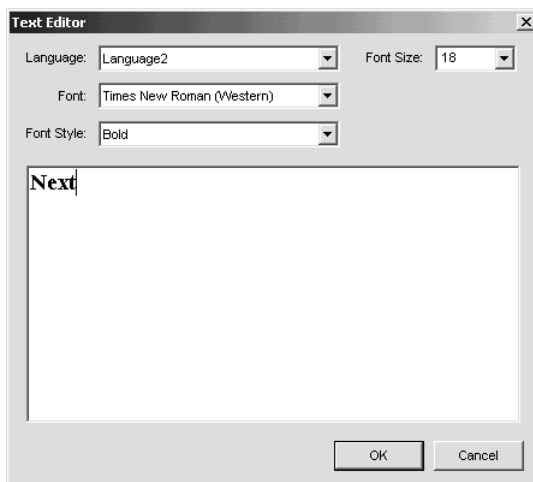 Text Editor
Language: Language2 Font Size: 18
Font: Times New Roman (Western)
Font Style: Bold
Next
OK Cancel